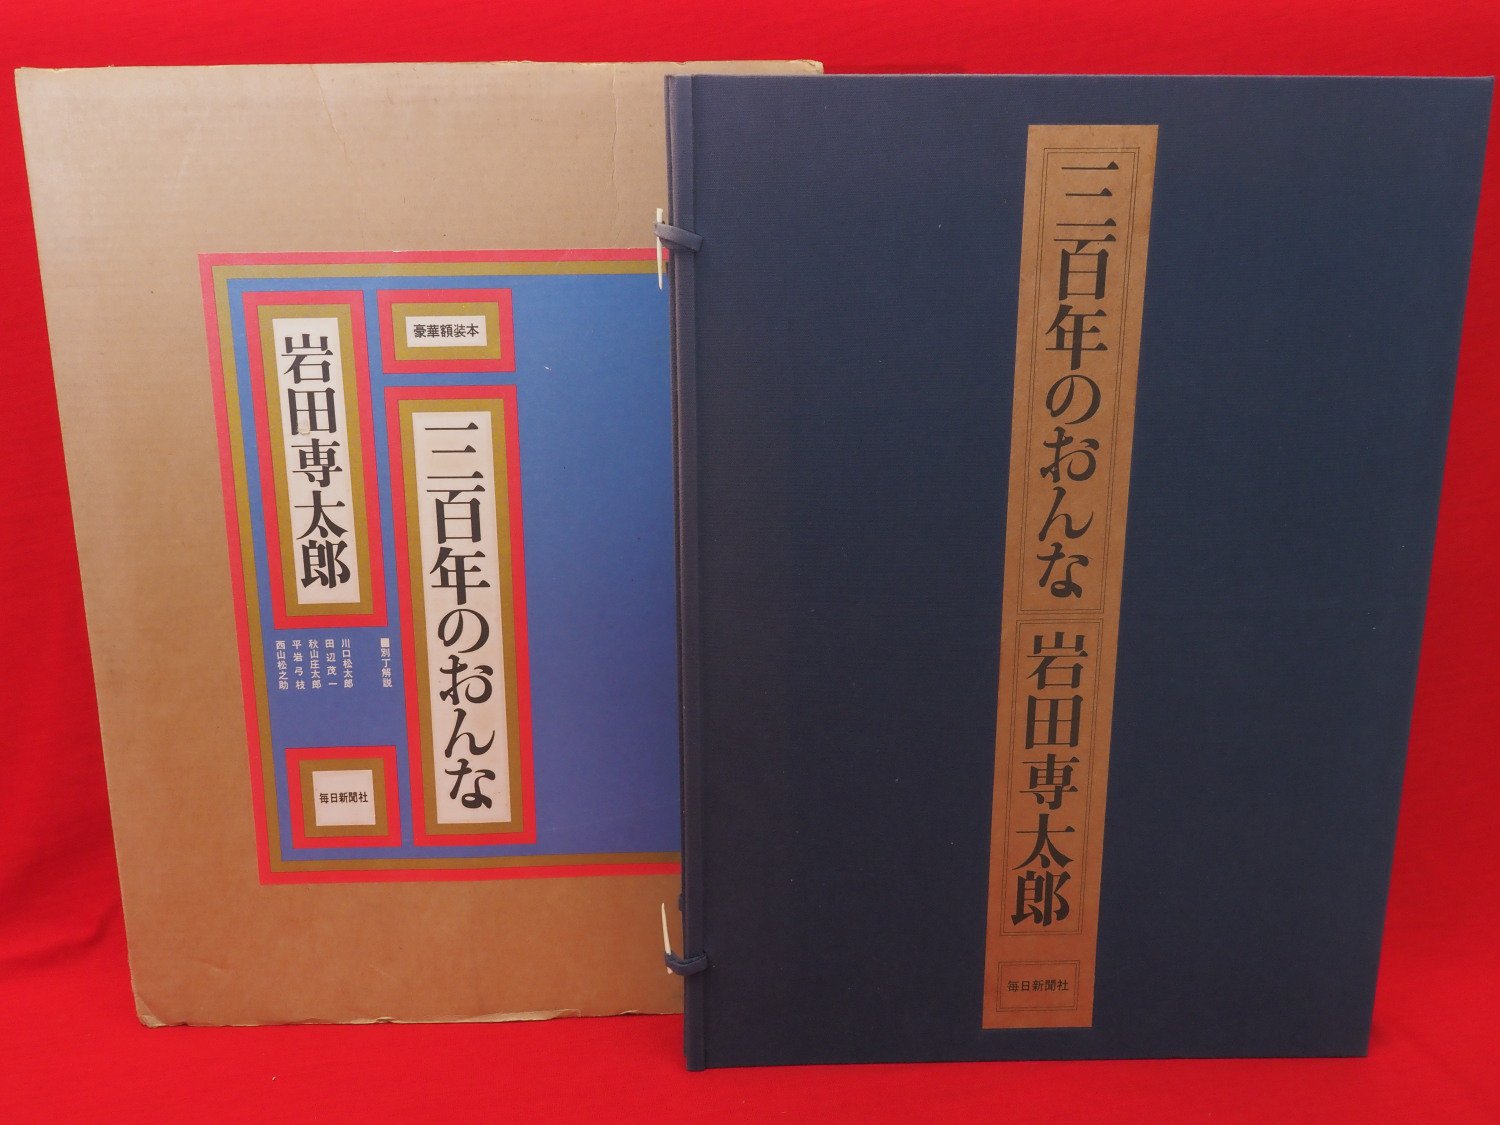 豪華額装本
三百年のおんな
岩田専太郎
■別丁解説
川口松太郎
田辺茂一
秋山庄太郎
平岩弓枝
西山松之助
毎日新聞社
三百年のおんな
岩田専太郎
毎日新聞社